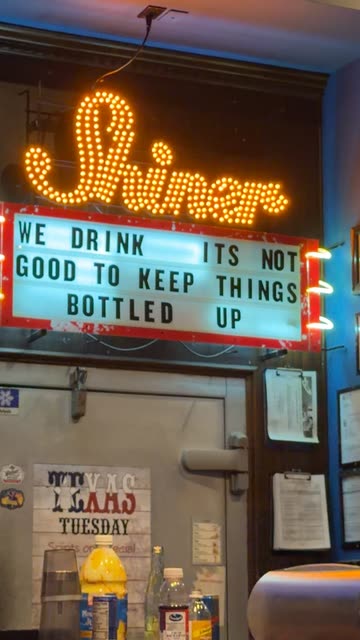 Shiner
WE DRINK ITS NOT
GOOD TO KEEP THINGS
BOTTLED UP
TEXAS
TUESDAY